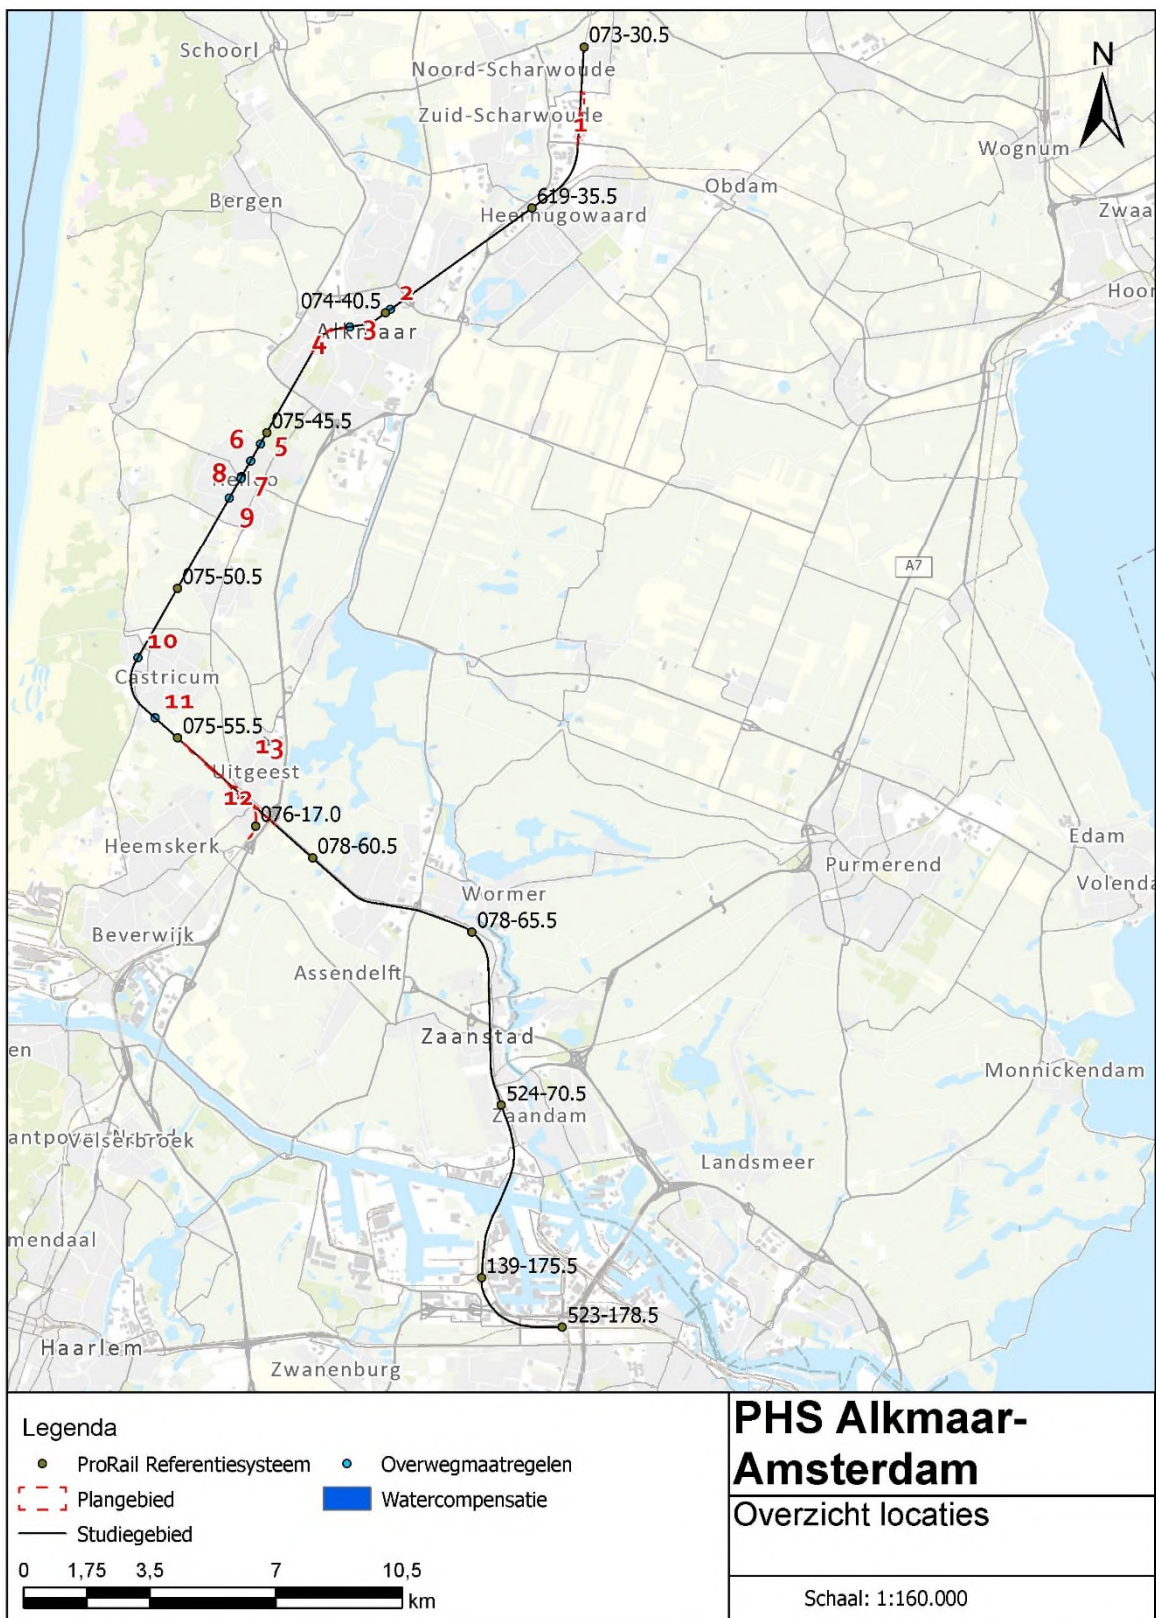 073-30.5
Schoorl
Noord-Scharwoude
N
Zuid-Scharwoude
1
Wognum
Obdam
Bergen
619-35.5
Heerhugowaard
Zwaa
Hoor
2
074-40.5
Alkmaar
3
4
075-45.5
6
5
8
7
9
A7
075-50.5
10
Castricum
11
075-55.5
13
Uitgeest
12
076-17.0
Heemskerk
078-60.5
Edam
Purmerend
Volenda
Wormer
078-65.5
Beverwijk
Assendelft
Zaanstad
en
Monnickendam
524-70.5
Zaandam
antpo
Velserbroek
Landsmeer
mendaal
139-175.5
523-178.5
Haarlem
Zwanenburg
Legenda
ProRail Referentiesysteem
Overwegmaatregelen
Plangebied
Watercompensatie
Studiegebied
0 1,75 3,5 7 10,5
km
PHS Alkmaar-
Amsterdam
Overzicht locaties
Schaal: 1:160.000